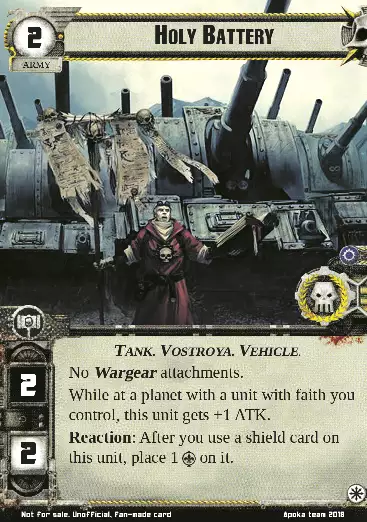 2
HOLY BATTERY
ARMY
TANK. VOSTROYA. VEHICLE.
No Wargear attachments.
2
While at a planet with a unit with faith you
control, this unit gets +1 ATK.
Reaction: After you use a shield card on
2
this unit, place 1 on it.
Not for sale. Unofficial. Fan-made card
Apoka team 2018